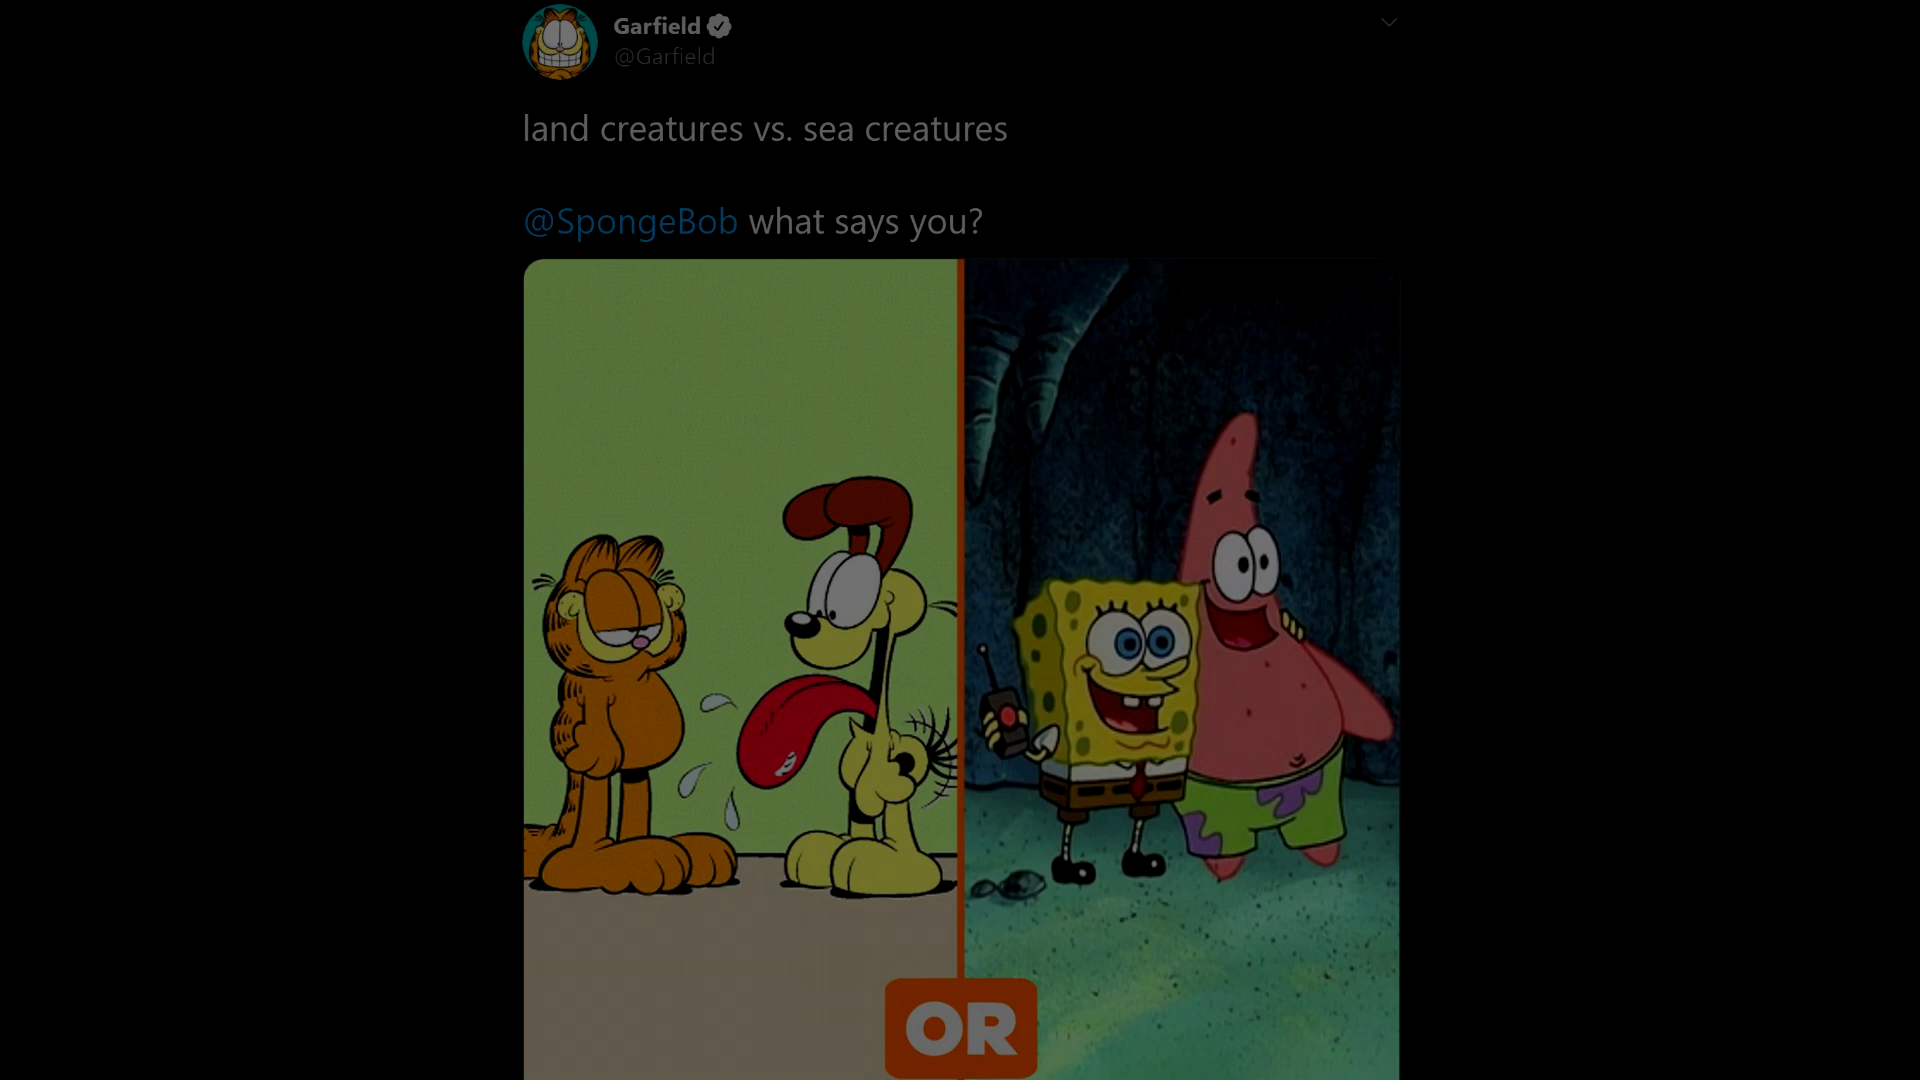 Garfield
@Garfield
land creatures vs. sea creatures
@SpongeBob what says you?
OR